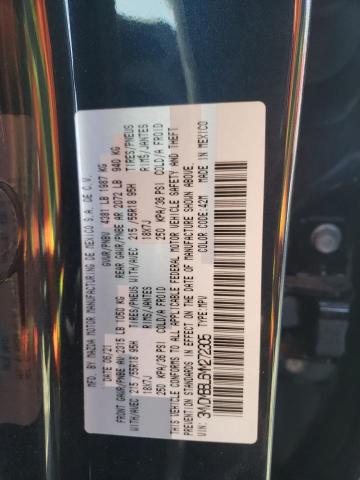 MFD. BY MAZDA MOTOR MANUFACTURING DE MEXICO S.A. DE C.V.
DATE 06/21 GVWR/PNBV 4381 LB 1987 KG
FRONT GAWR/PNBE AV 2315 LB 1050 KG REAR GAWR/PNBE AR 2072 LB 940 KG
WITH/AVEC 215/55R18 95H TIRES/PNEUS WITH/AVEC 215/55R18 95H TIRES/PNEUS
18X7J RIMS/JANTES 18X7J RIMS/JANTES
250 KPA/36 PSI COLD/A FROID 250 KPA/36 PSI COLD/A FROID
THIS VEHICLE CONFORMS TO ALL APPLICABLE FEDERAL MOTOR VEHICLE SAFETY AND THEFT
PREVENTION STANDARDS IN EFFECT ON THE DATE OF MANUFACTURE SHOWN ABOVE.
MADE IN MEXICO
TYPE: MPV COLOR CODE: 42M
VIN: 3MVDMBBL5MM272305